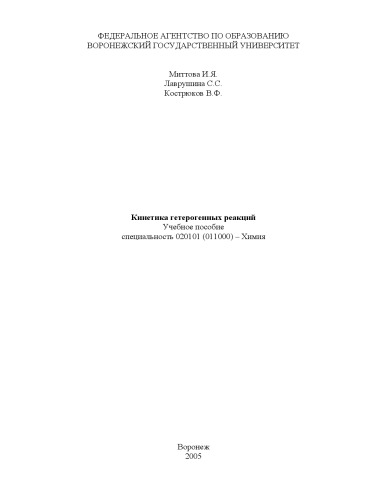 ФЕДЕРАЛЬНОЕ АГЕНТСТВО ПО ОБРАЗОВАНИЮ
ВОРОНЕЖСКИЙ ГОСУДАРСТВЕННЫЙ УНИВЕРСИТЕТ
Миттова И.Я.
Лаврушина С.С.
Кострюков В.Ф.
Кинетика гетерогенных реакций
Учебное пособие
специальность 020101 (011000) – Химия
Воронеж
2005